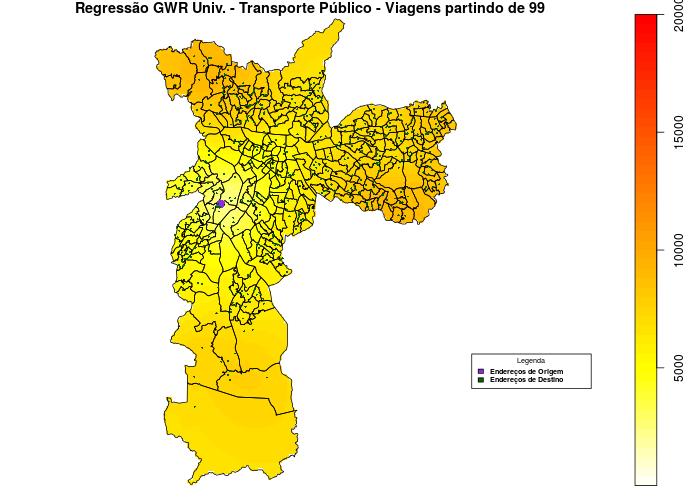 Regressão GWR Univ. - Transporte Público - Viagens partindo de 99
20000
15000
10000
5000
Legenda
Endereços de Origem
Endereços de Destino